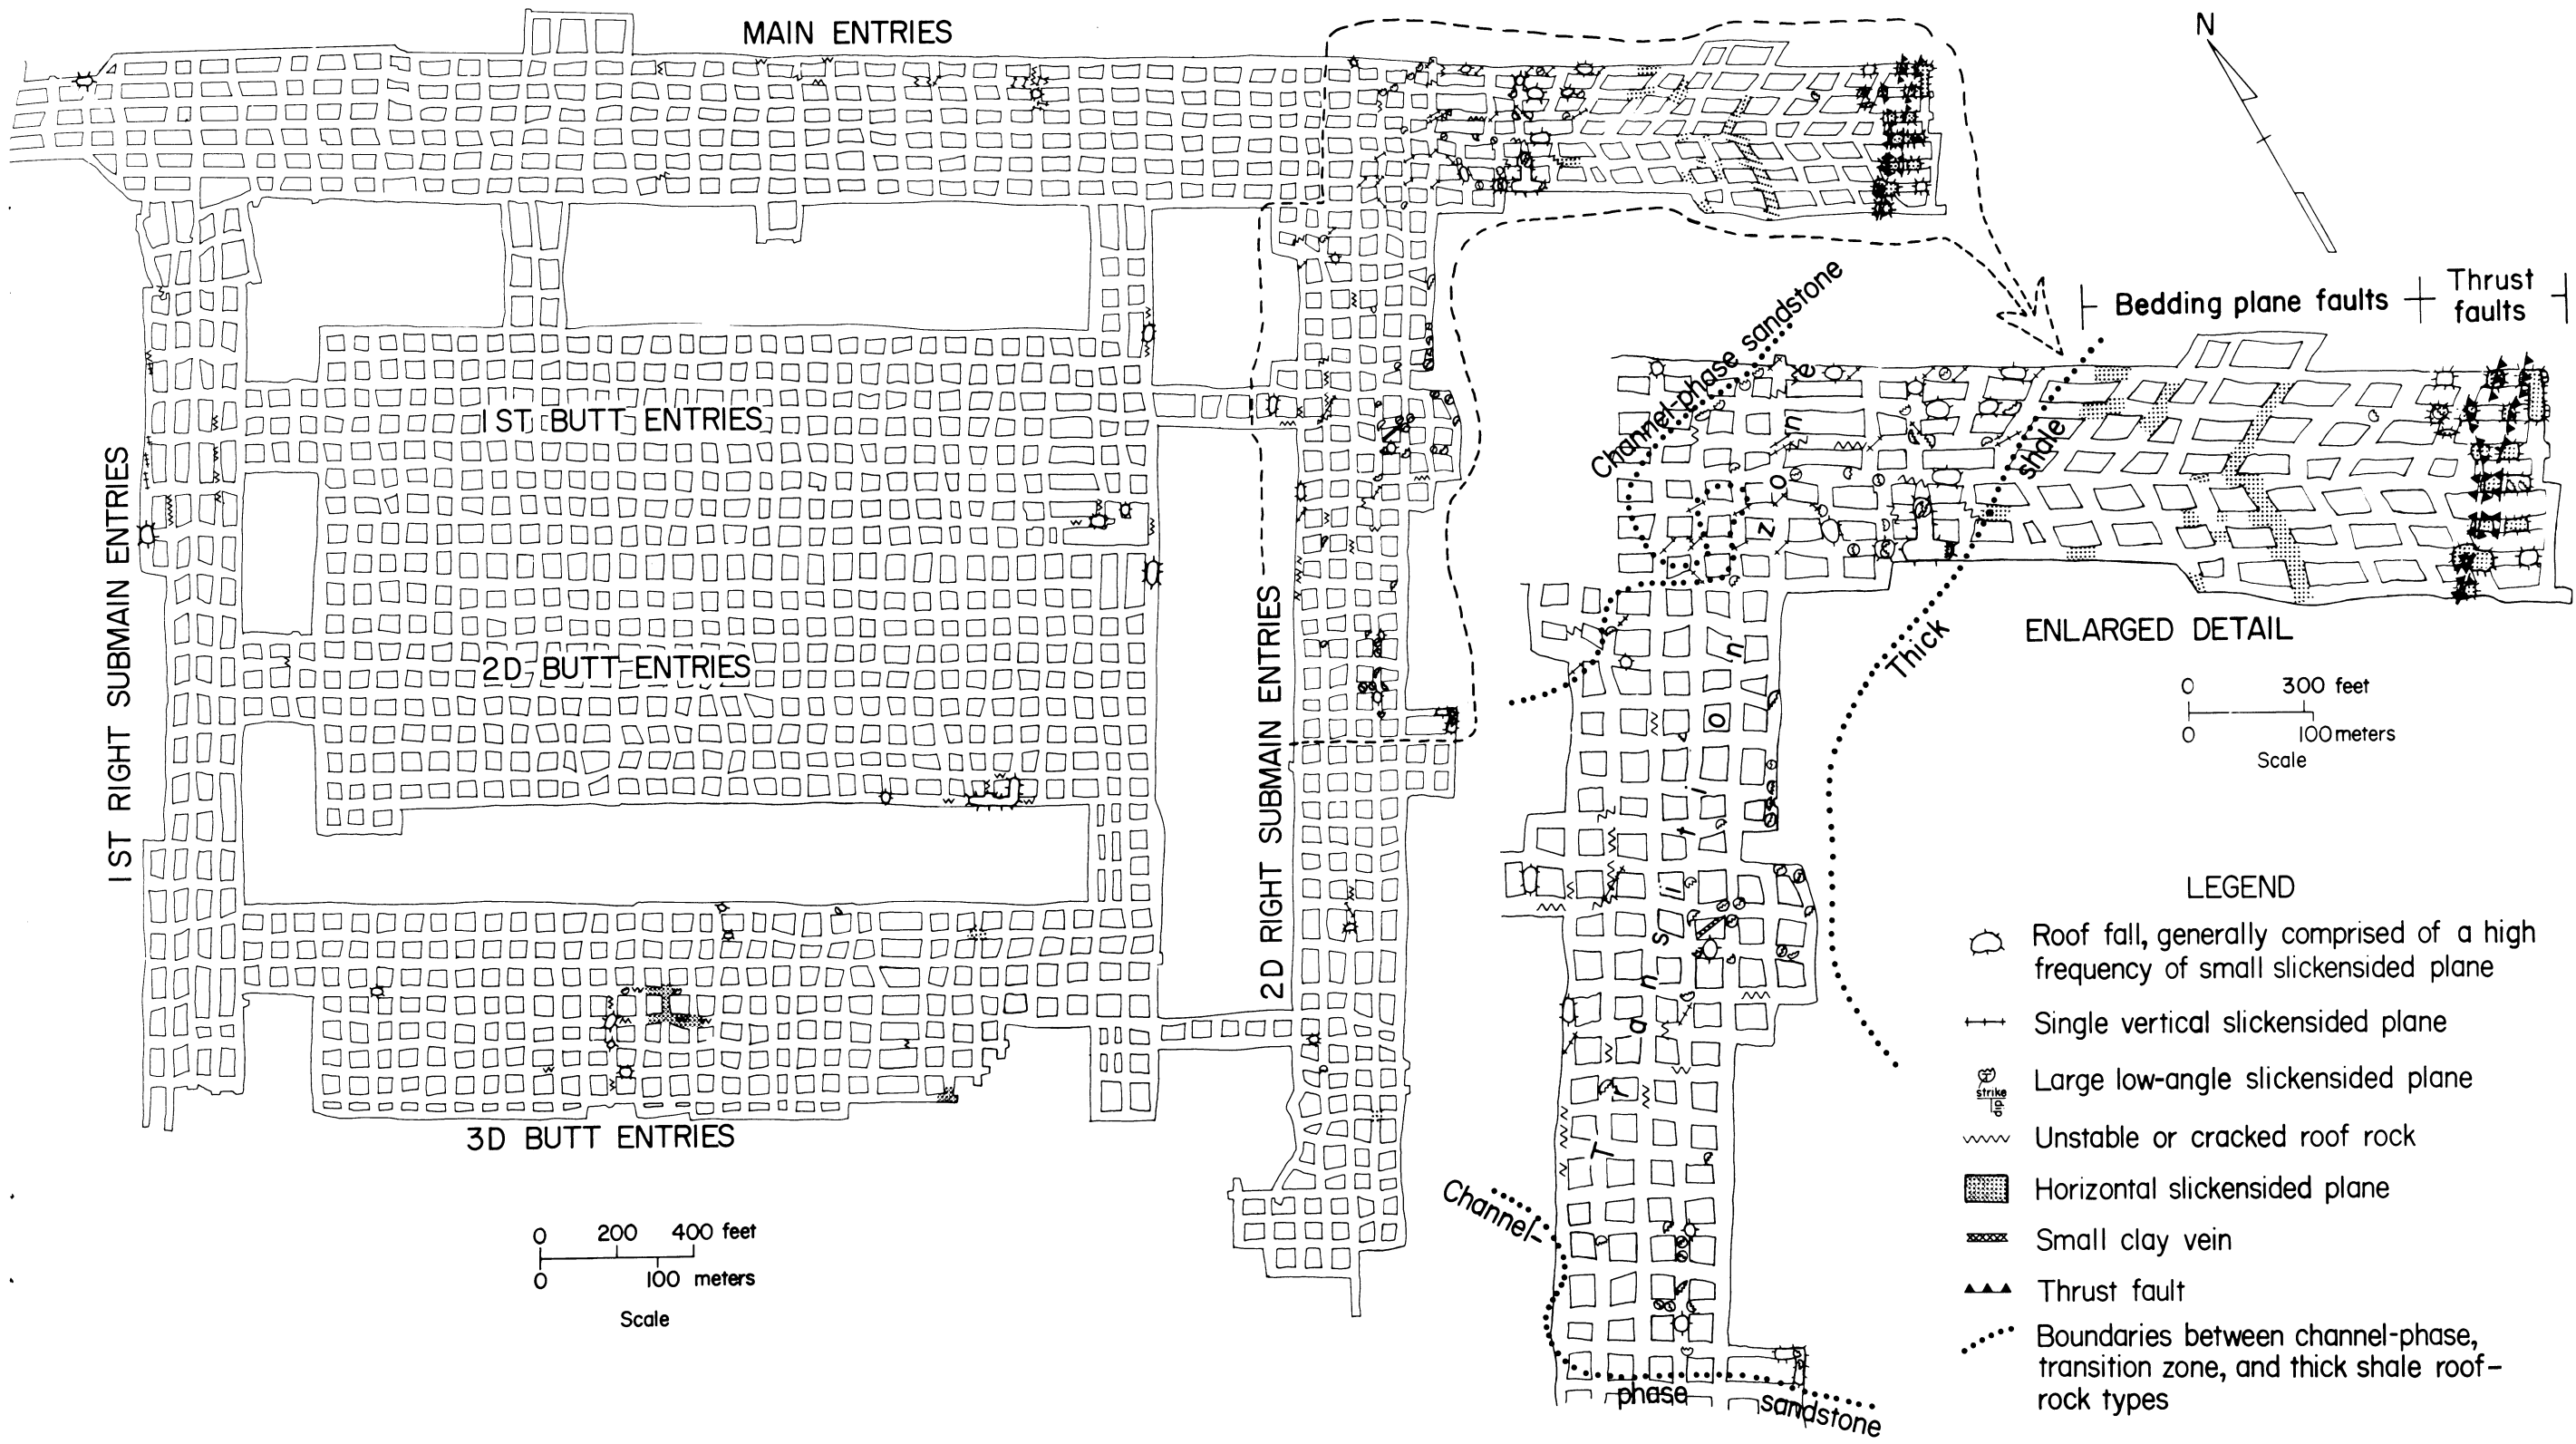 MAIN ENTRIES
N
Bedding plane faults
Thrust
faults
Channel-phase sandstone
Transition zone
Thick shale
ENLARGED DETAIL
0 300 feet
0 100 meters
Scale
1ST BUTT ENTRIES
2D BUTT ENTRIES
1ST RIGHT SUBMAIN ENTRIES
2D RIGHT SUBMAIN ENTRIES
3D BUTT ENTRIES
0 200 400 feet
0 100 meters
Scale
Channel-
phase sandstone
LEGEND
Roof fall, generally comprised of a high
frequency of small slickensided plane
Single vertical slickensided plane
strike
dip
Large low-angle slickensided plane
Unstable or cracked roof rock
Horizontal slickensided plane
Small clay vein
Thrust fault
Boundaries between channel-phase,
transition zone, and thick shale roof-
rock types